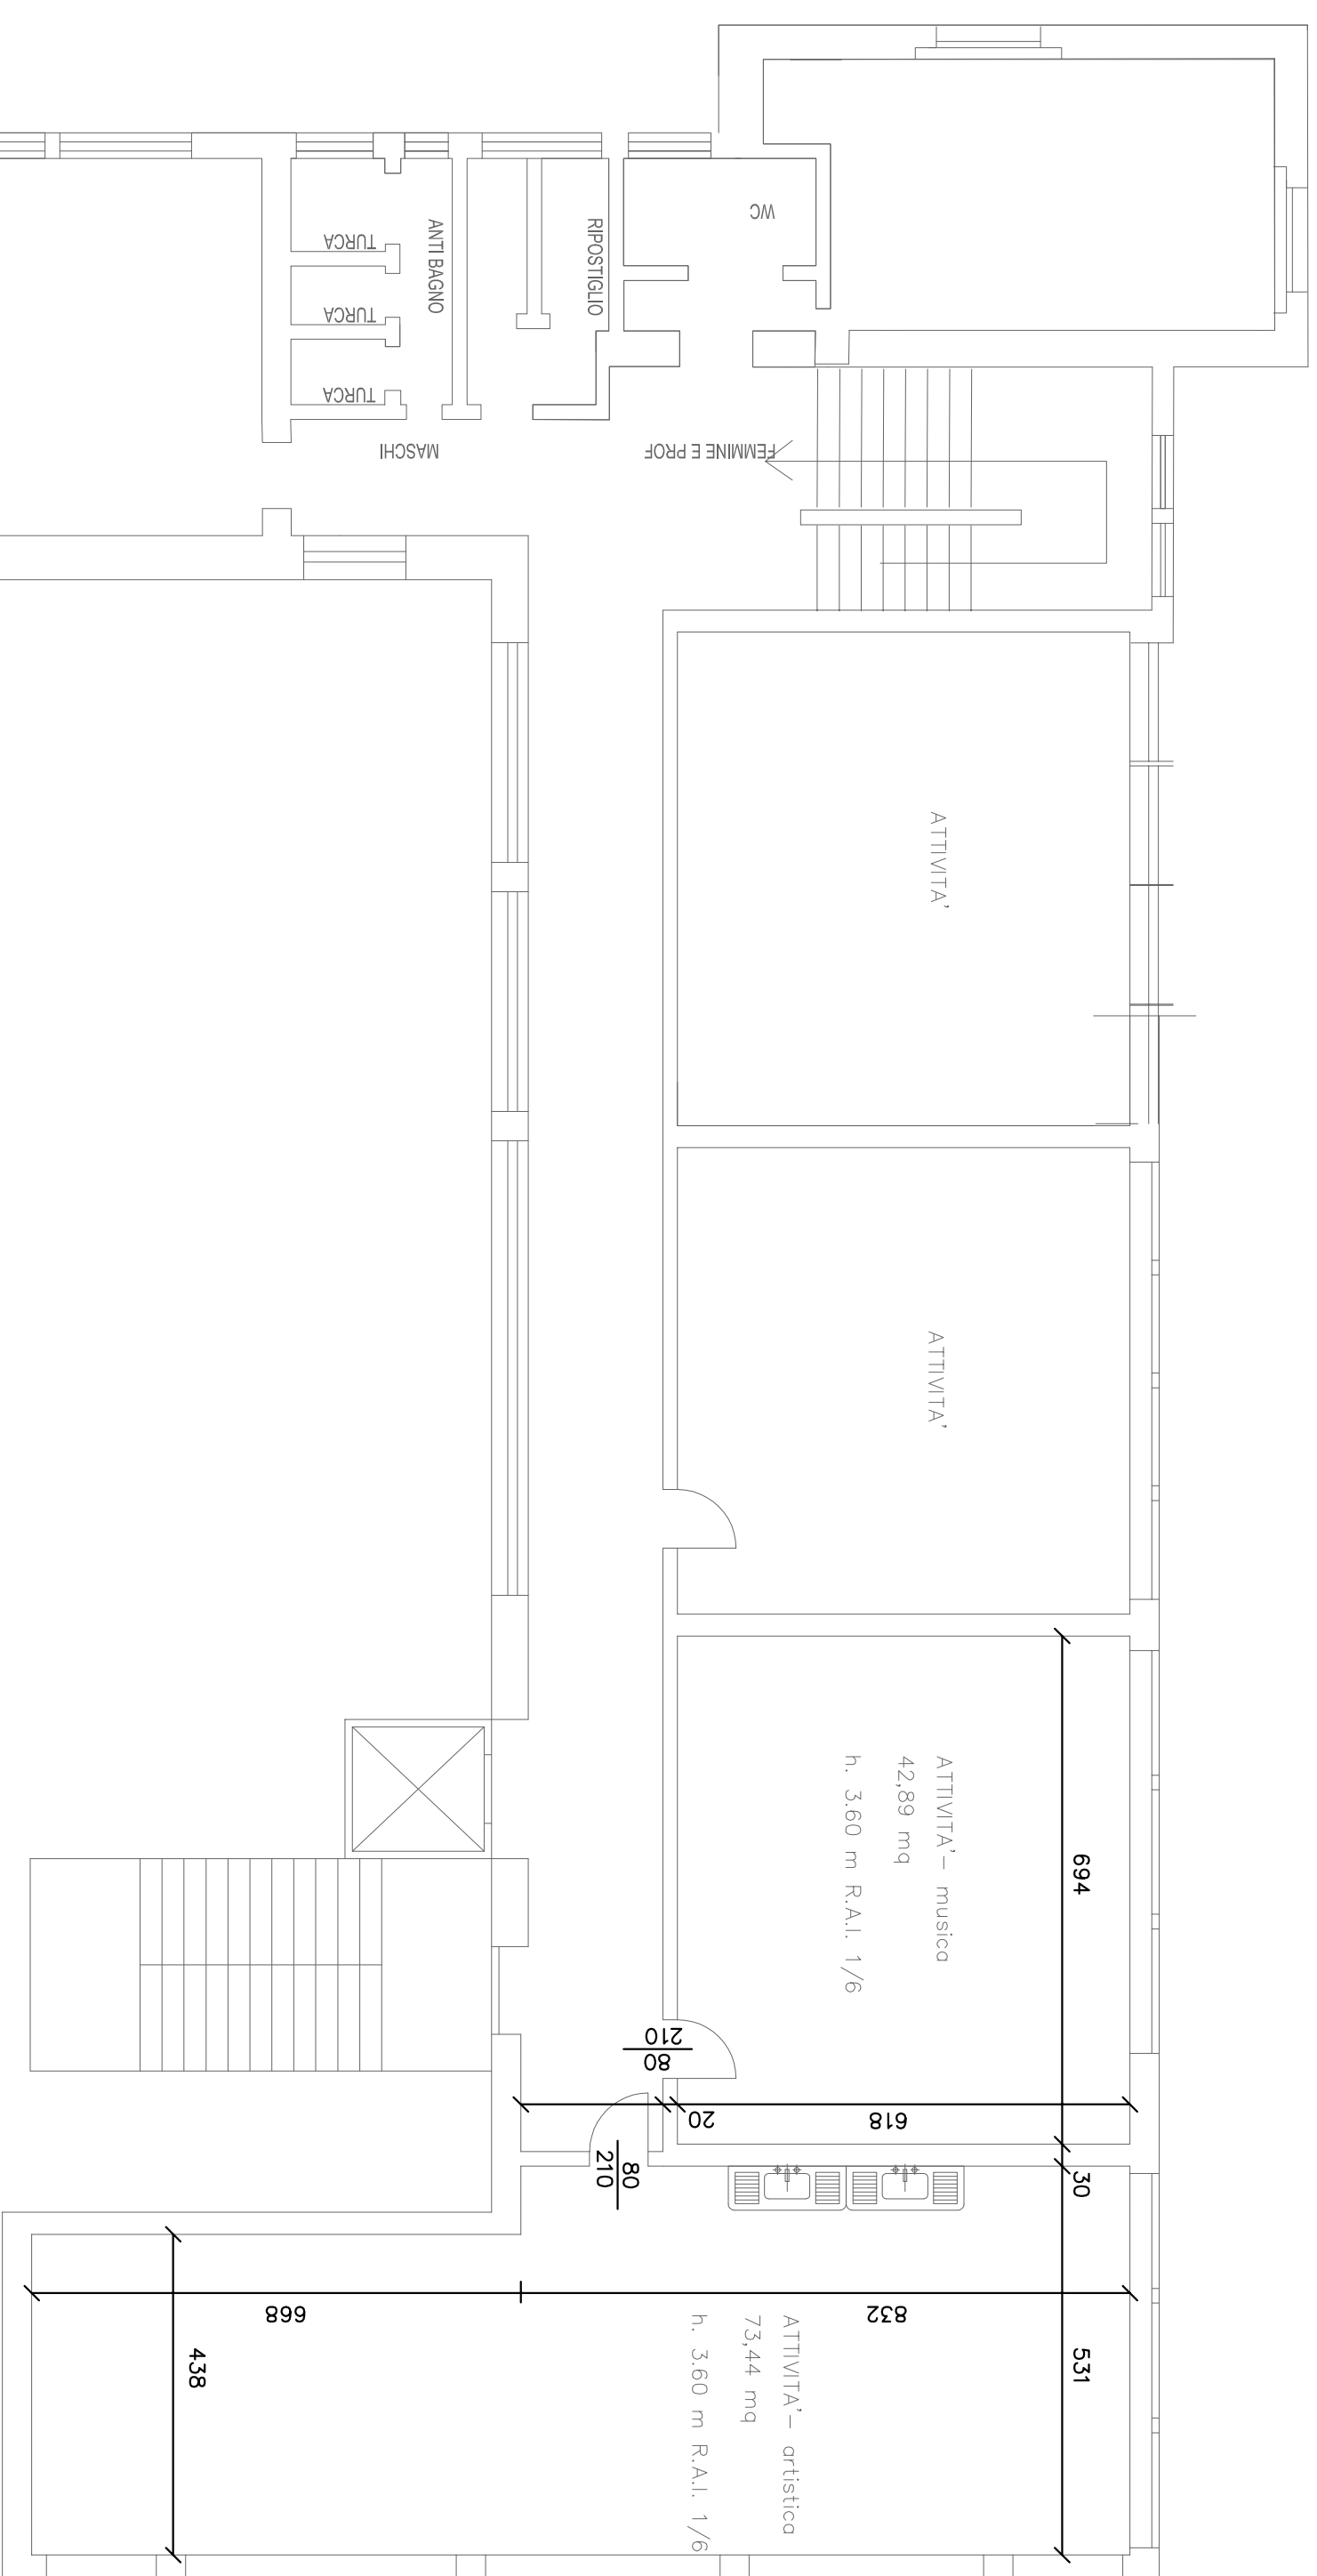 WC
RIPOSTIGLIO
ANTI BAGNO
TURCA
TURCA
TURCA
MASCHI
FEMMINE E PROF
ATTIVITA'
ATTIVITA'
ATTIVITA'- musica
42,89 mq
h. 3.60 m R.A.I. 1/6
694
80
210
20
618
80
210
30
668
832
438
531
ATTIVITA'- artistica
73,44 mq
h. 3.60 m R.A.I. 1/6